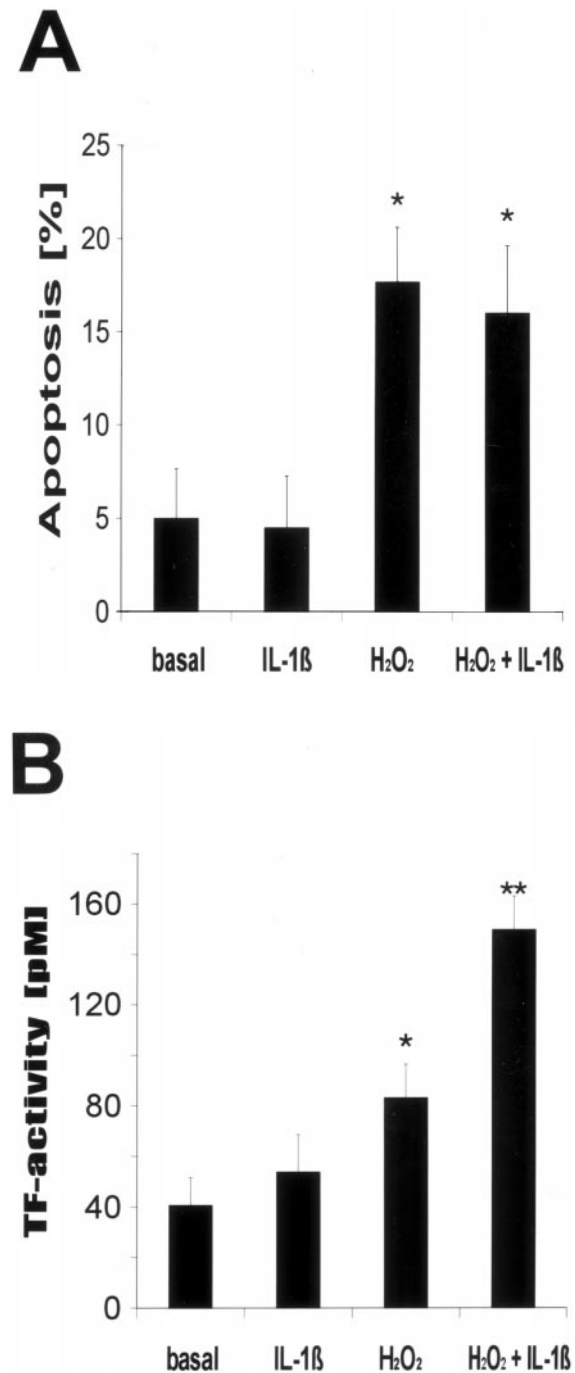 A
Apoptosis [%]
25
20
15
10
5
0
*
*
basal IL-1ß H₂O₂ H₂O₂ + IL-1ß
B
TF-activity [pM]
160
120
80
40
0
*
**
basal IL-1ß H₂O₂ H₂O₂ + IL-1ß